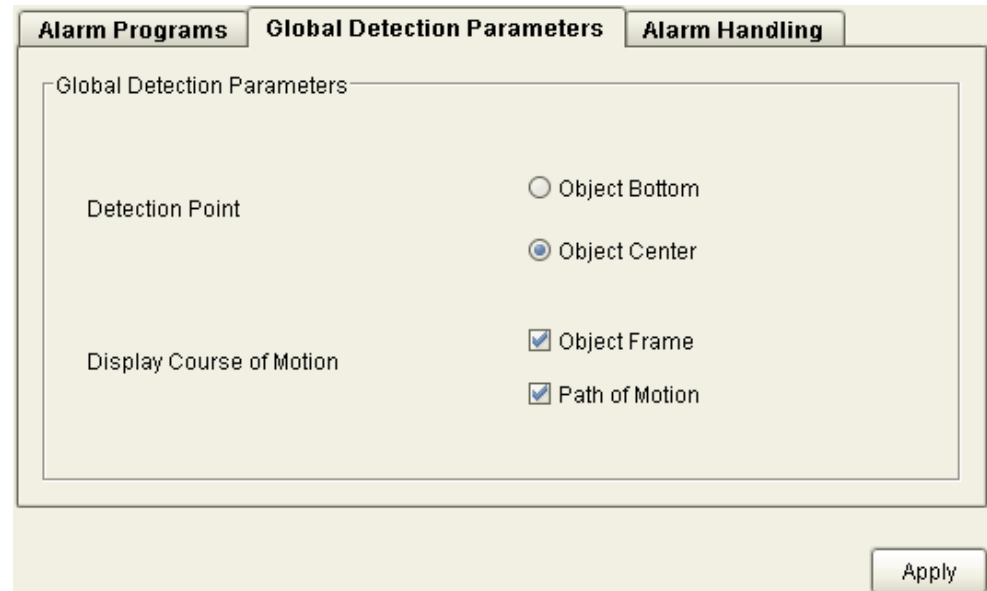 Alarm Programs Global Detection Parameters Alarm Handling
Global Detection Parameters
Detection Point
Object Bottom
Object Center
Display Course of Motion
Object Frame
Path of Motion
Apply